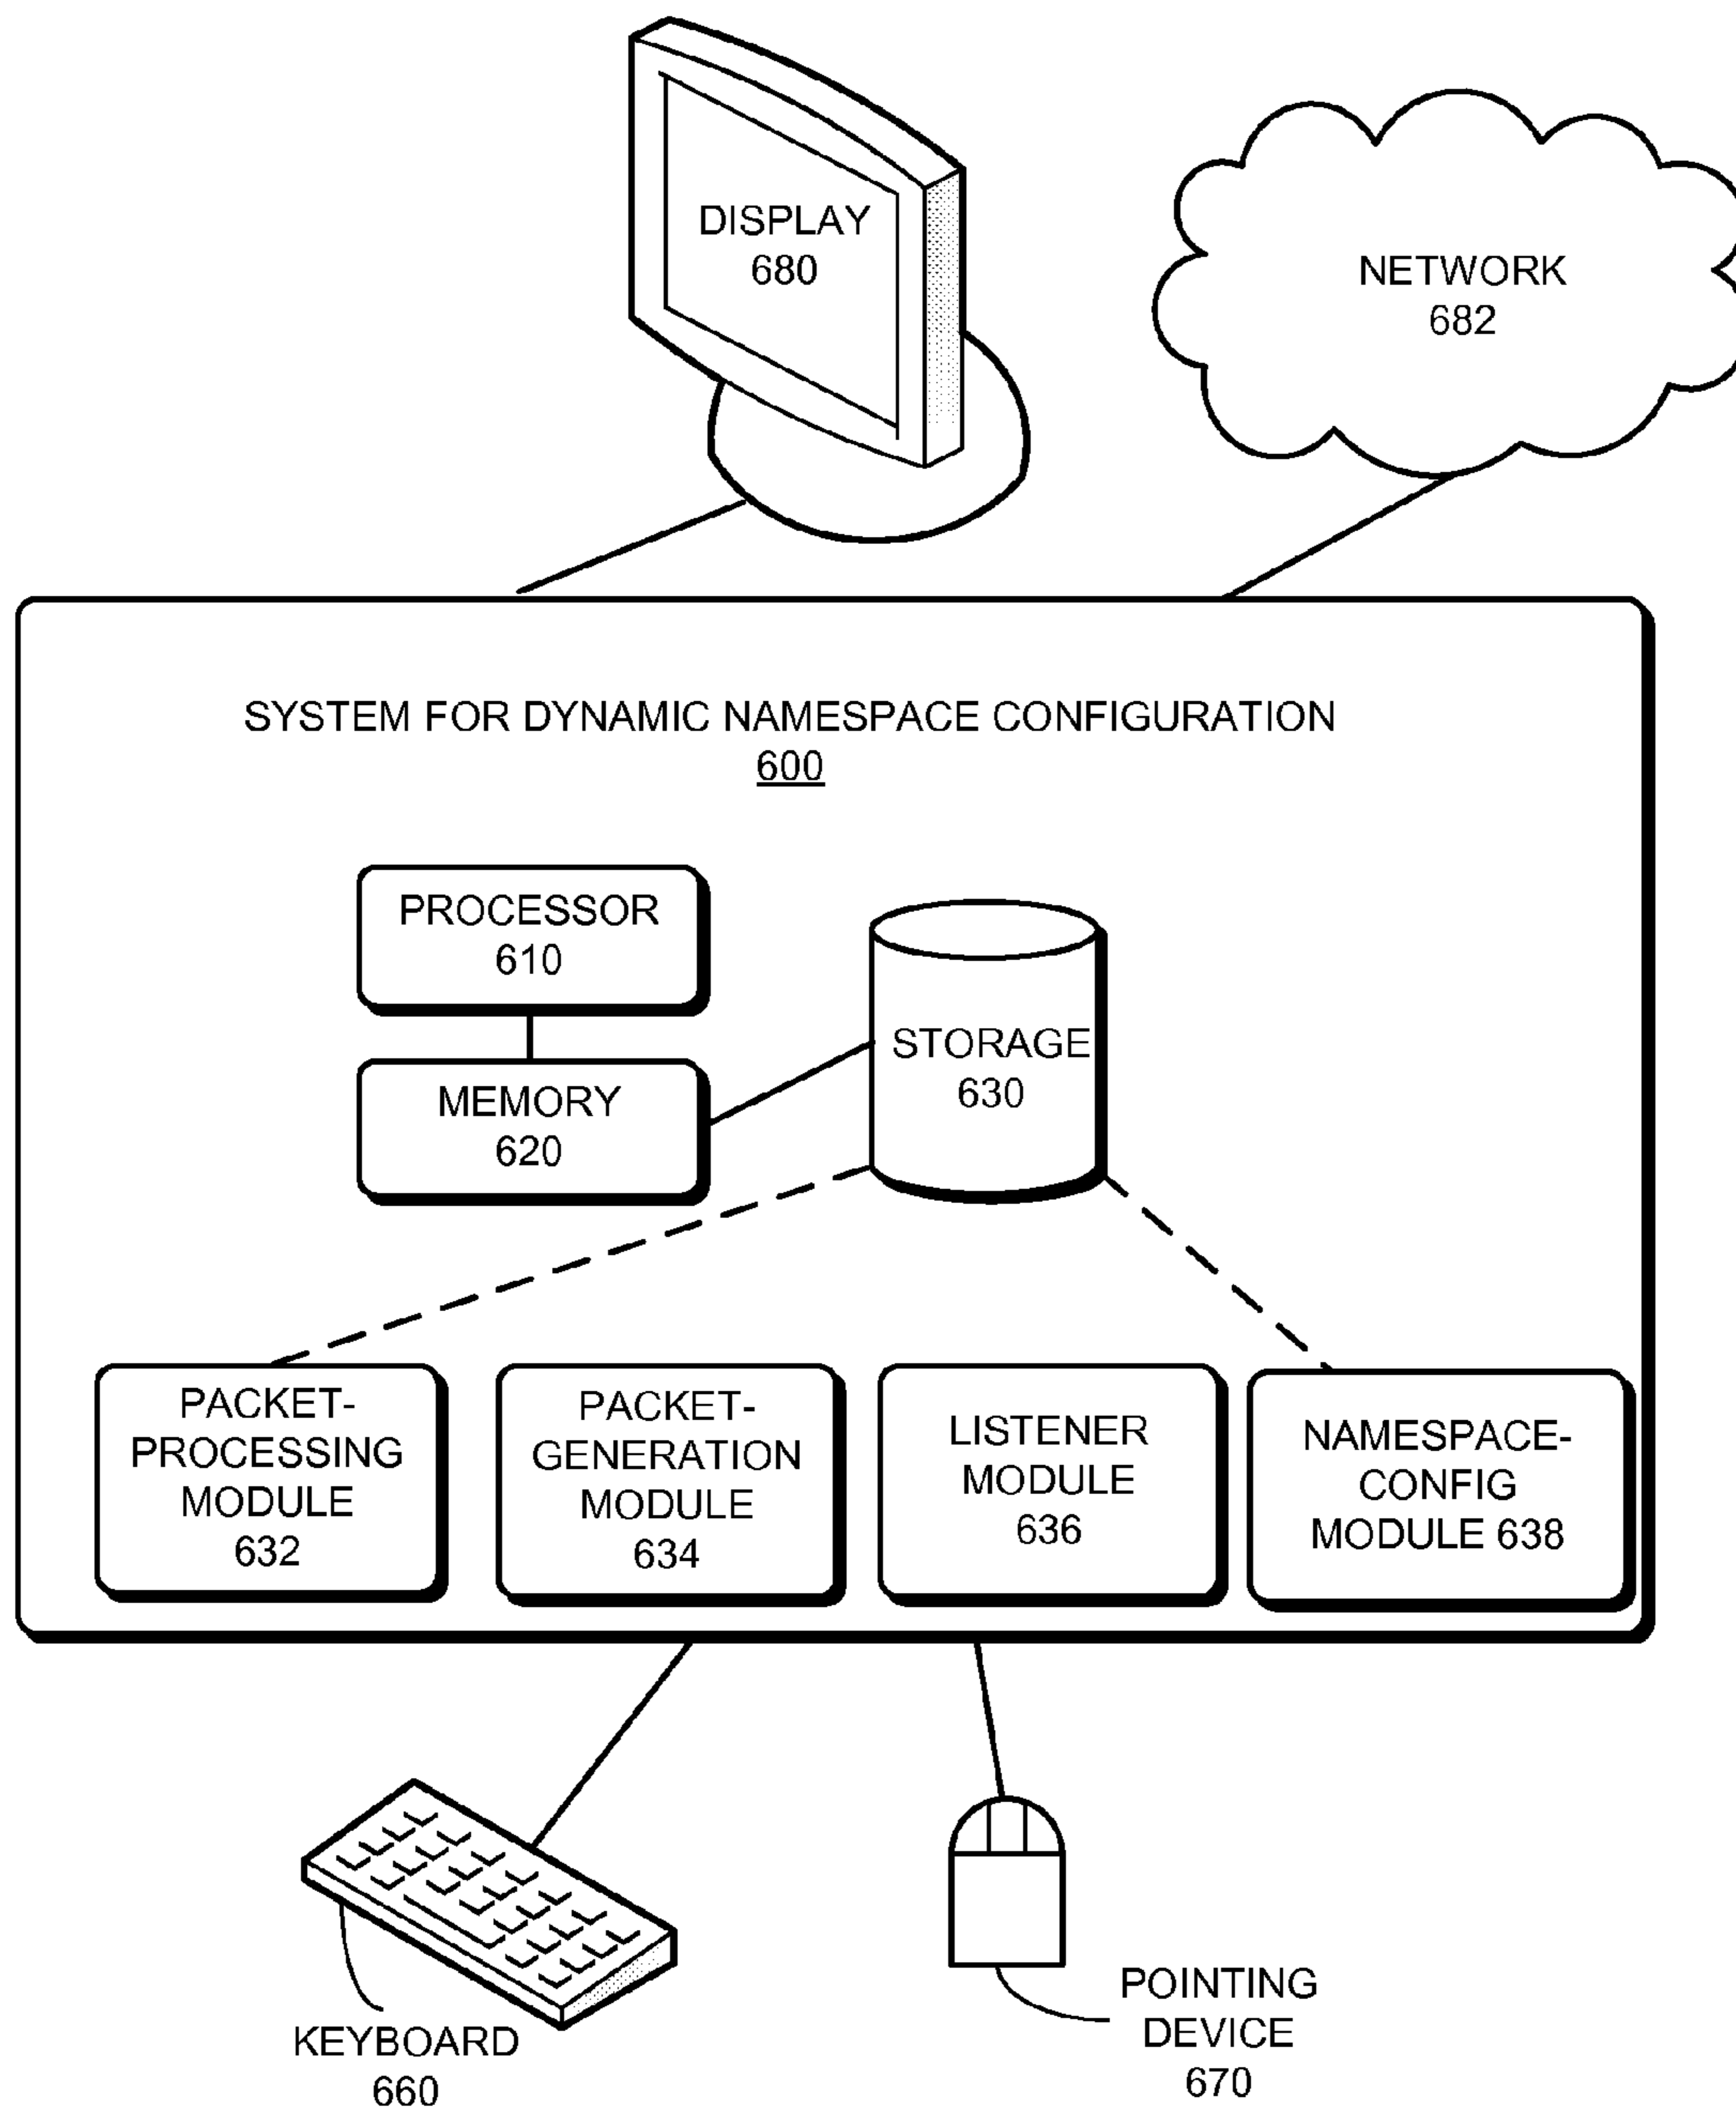 DISPLAY
680
NETWORK
682
SYSTEM FOR DYNAMIC NAMESPACE CONFIGURATION
600
PROCESSOR
610
MEMORY
620
STORAGE
630
PACKET-
PROCESSING
MODULE
632
PACKET-
GENERATION
MODULE
634
LISTENER
MODULE
636
NAMESPACE-
CONFIG
MODULE 638
KEYBOARD
660
POINTING
DEVICE
670